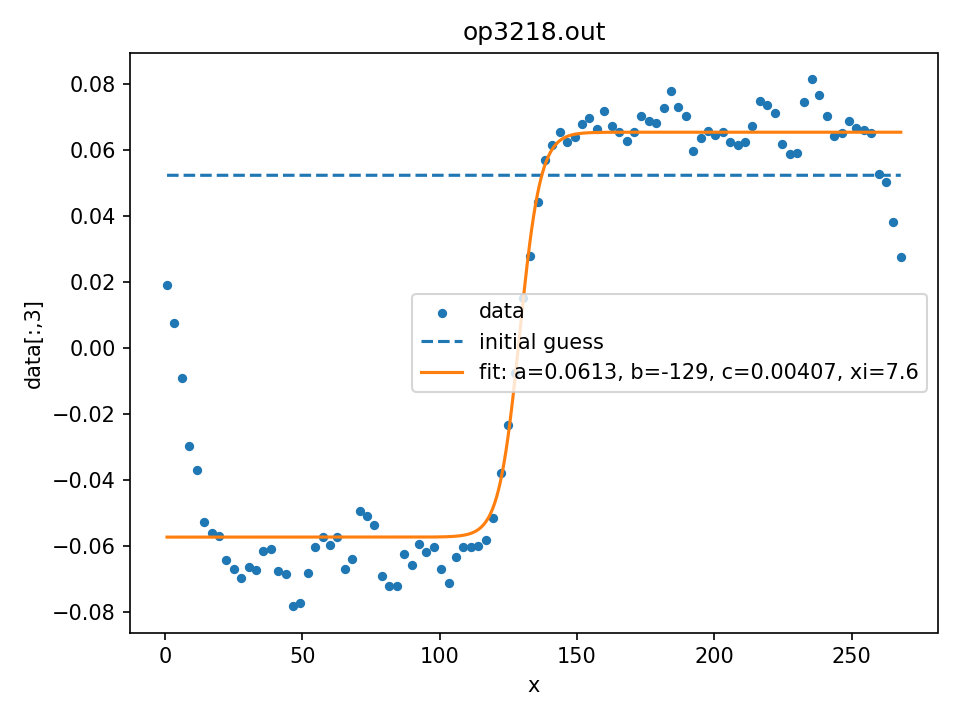 op3218.out
0.08
0.06
0.04
0.02
0.00
−0.02
−0.04
−0.06
−0.08
data[:,3]
data
initial guess
fit: a=0.0613, b=-129, c=0.00407, xi=7.6
0 50 100 150 200 250
x